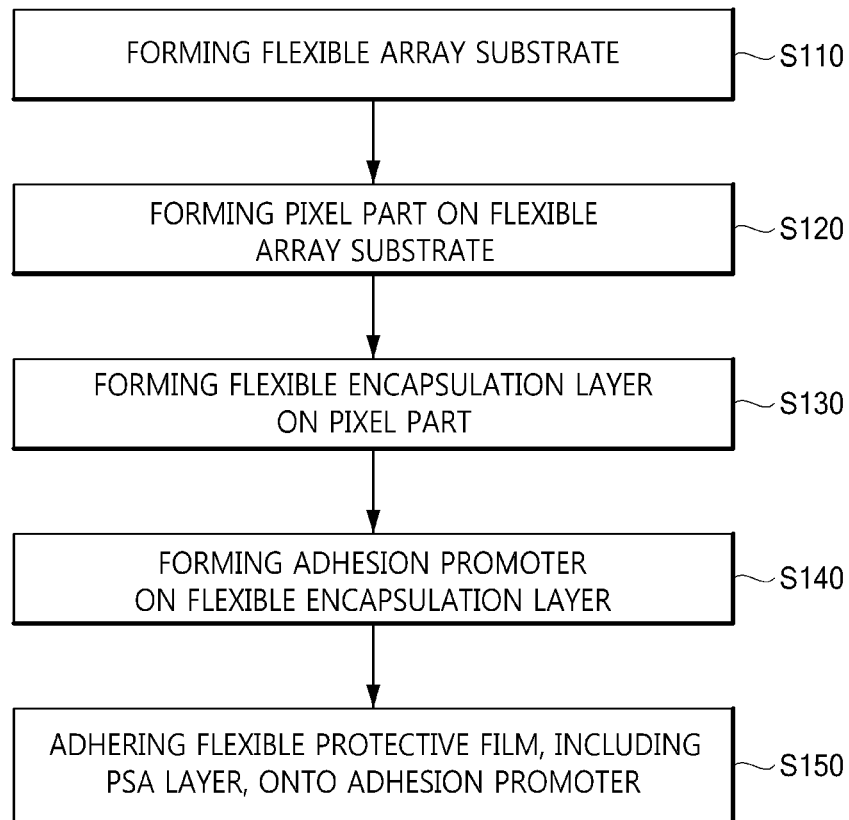 FORMING FLEXIBLE ARRAY SUBSTRATE
S110
FORMING PIXEL PART ON FLEXIBLE
ARRAY SUBSTRATE
S120
FORMING FLEXIBLE ENCAPSULATION LAYER
ON PIXEL PART
S130
FORMING ADHESION PROMOTER
ON FLEXIBLE ENCAPSULATION LAYER
S140
ADHERING FLEXIBLE PROTECTIVE FILM, INCLUDING
PSA LAYER, ONTO ADHESION PROMOTER
S150